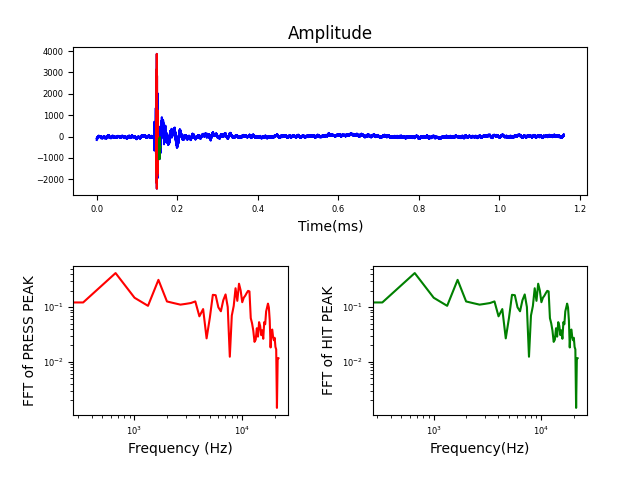 Amplitude
4000
3000
2000
1000
0
−1000
−2000
0.0 0.2 0.4 0.6 0.8 1.0 1.2
Time(ms)
FFT of PRESS PEAK
10⁻¹
10⁻²
10³ 10⁴
Frequency (Hz)
FFT of HIT PEAK
10⁻¹
10⁻²
10³ 10⁴
Frequency(Hz)